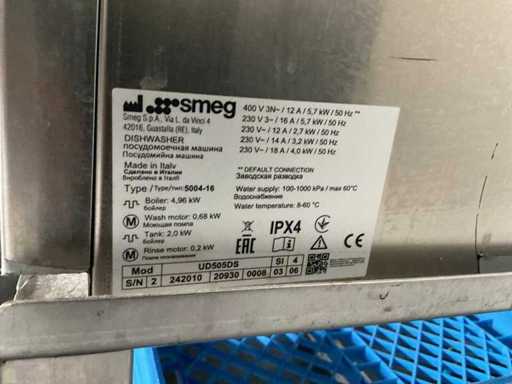 smeg
Smeg S.p.A., Via L. da Vinci 4
42016, Guastalla (RE), Italy
DISHWASHER
посудомоечная машина
Посудомийна машина
Made in Italy
Сделано в Италии
Вироблено в Італії
Type / Type/тип: 5004-16
Boiler: 4,96 kW
бойлер
M Wash motor: 0,68 kW
Моющая помпа
Tank: 2,0 kW
бойлер
M Rinse motor: 0,2 kW
400 V 3N~ / 12 A / 5,7 kW / 50 Hz **
230 V 3~ / 16 A / 5,7 kW / 50 Hz
230 V~ / 12 A / 2,7 kW / 50 Hz
230 V~ / 14 A / 3,2 kW / 50 Hz
230 V~ / 18 A / 4,0 kW / 50 Hz
** DEFAULT CONNECTION
Заводская разводка
Water supply: 100-1000 kPa / max 60°C
Водоснабжение
Water temperature: 8-60 °C
EAC IPX4 CE
Mod UD505DS SI 4
S/N 2 242010 20930 0008 03 06